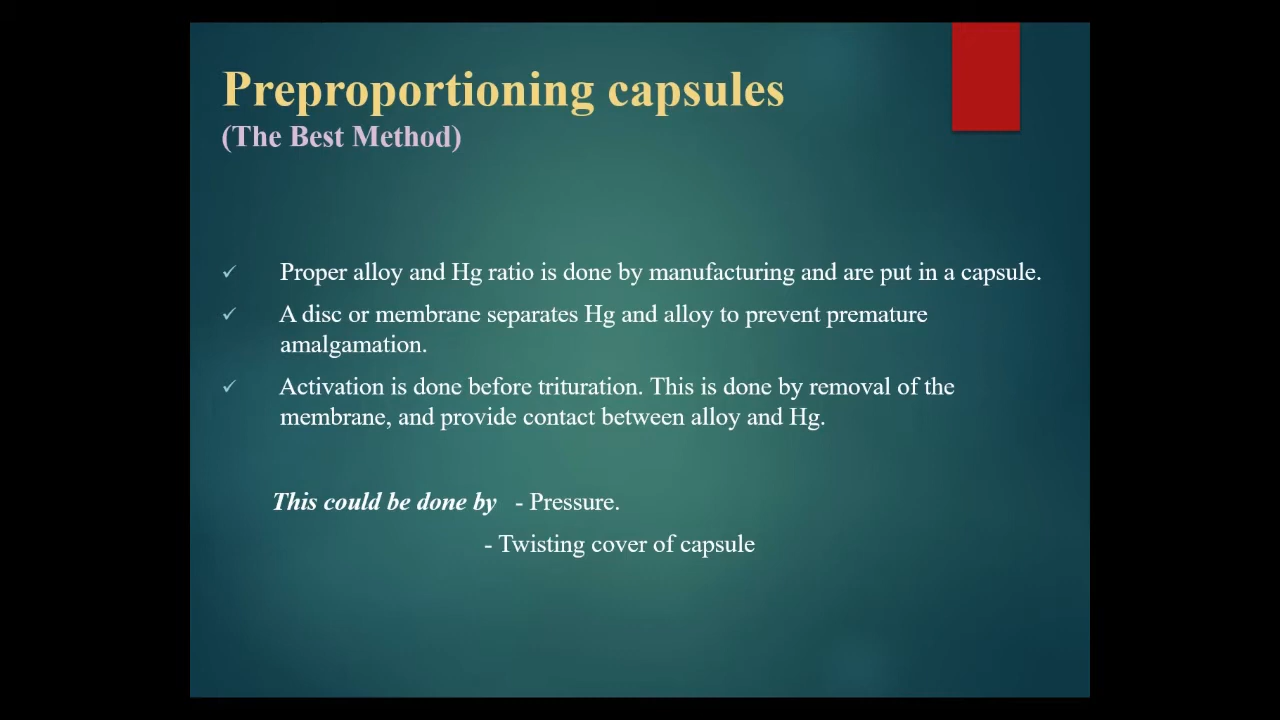 Preproportioning capsules
(The Best Method)
✓ Proper alloy and Hg ratio is done by manufacturing and are put in a capsule.
✓ A disc or membrane separates Hg and alloy to prevent premature
amalgamation.
✓ Activation is done before trituration. This is done by removal of the
membrane, and provide contact between alloy and Hg.
This could be done by - Pressure.
- Twisting cover of capsule